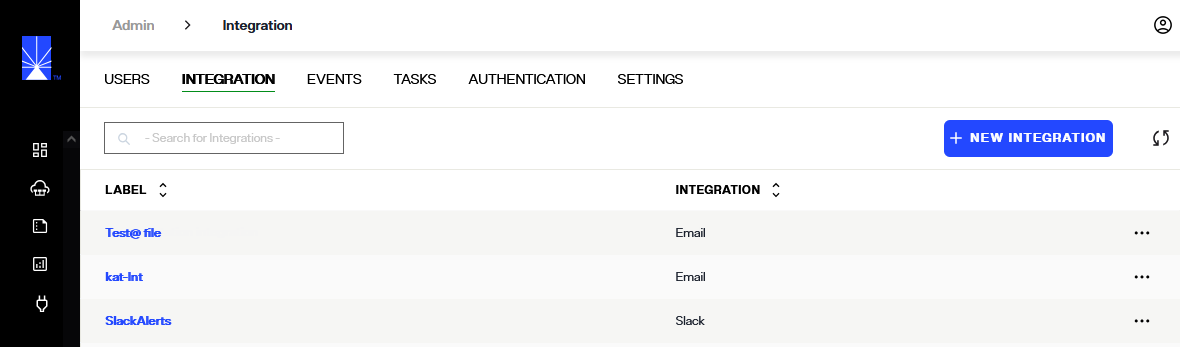 Admin > Integration
USERS INTEGRATION EVENTS TASKS AUTHENTICATION SETTINGS
- Search for Integrations - + NEW INTEGRATION
LABEL INTEGRATION
Test@ file Email
kat-Int Email
SlackAlerts Slack
TM